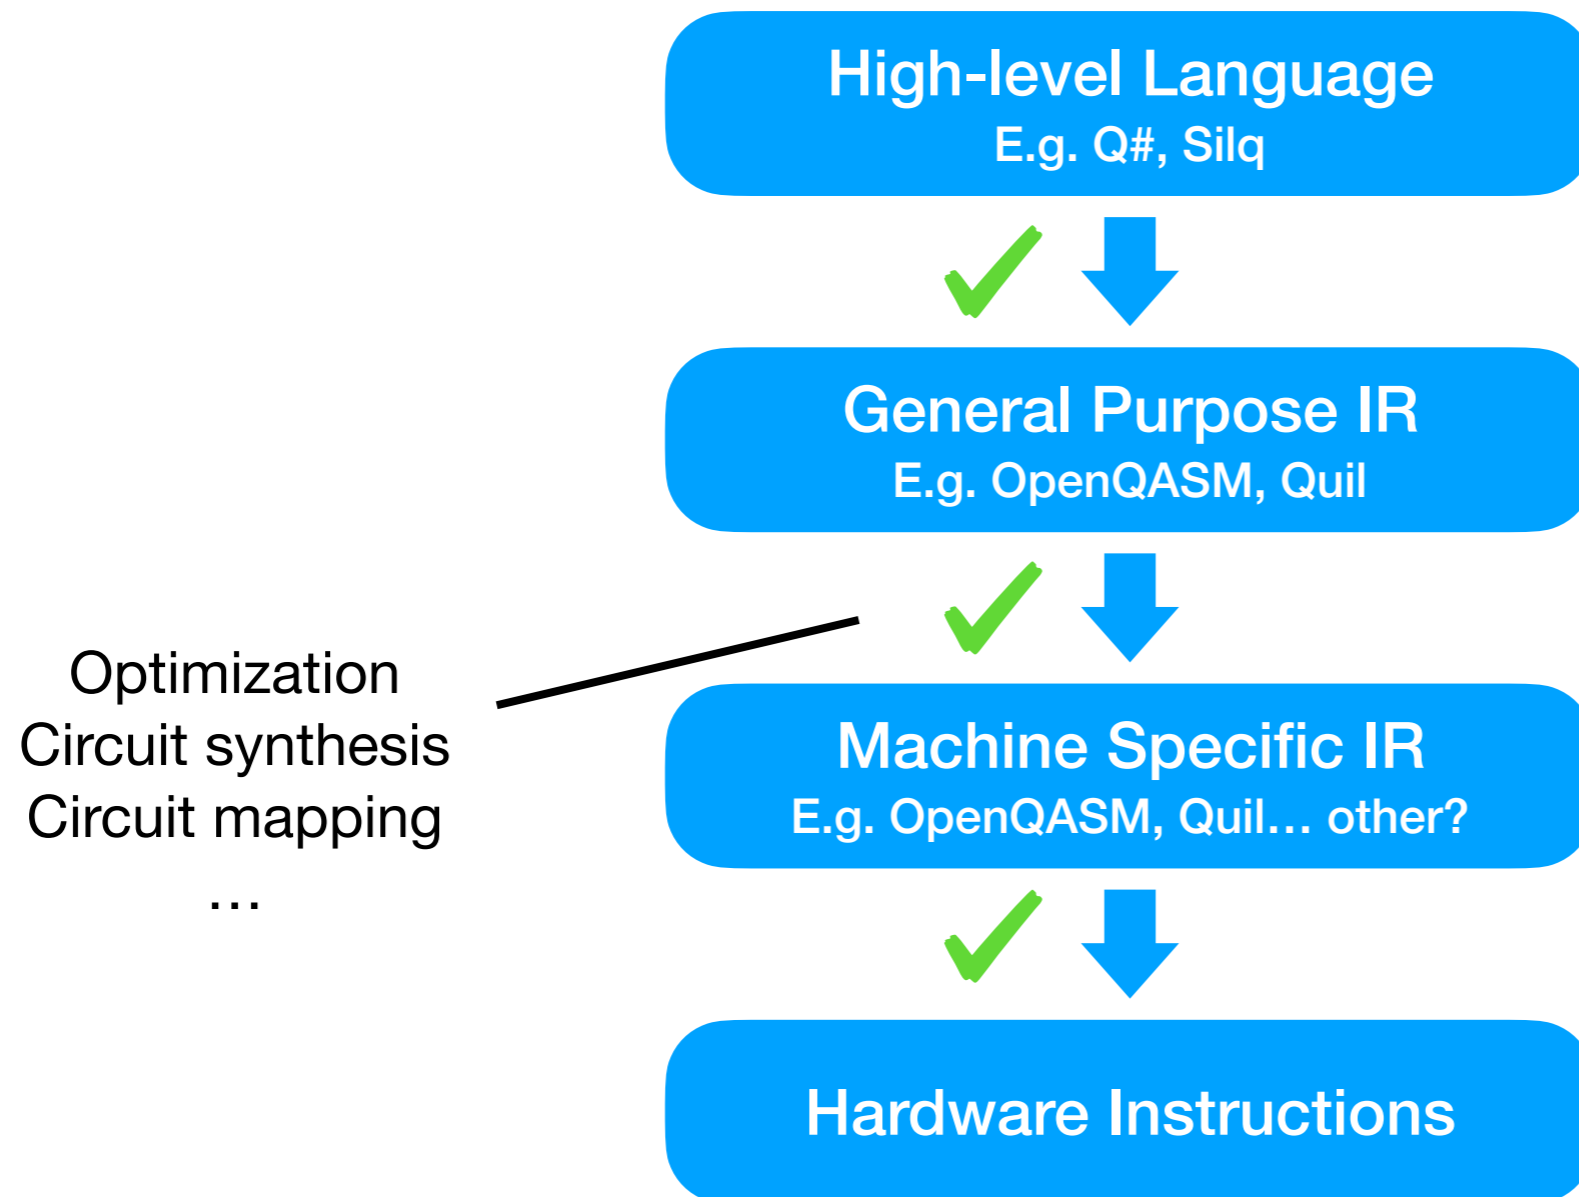 High-level Language
E.g. Q#, Silq
General Purpose IR
E.g. OpenQASM, Quil
Optimization
Circuit synthesis
Circuit mapping
…
Machine Specific IR
E.g. OpenQASM, Quil… other?
Hardware Instructions